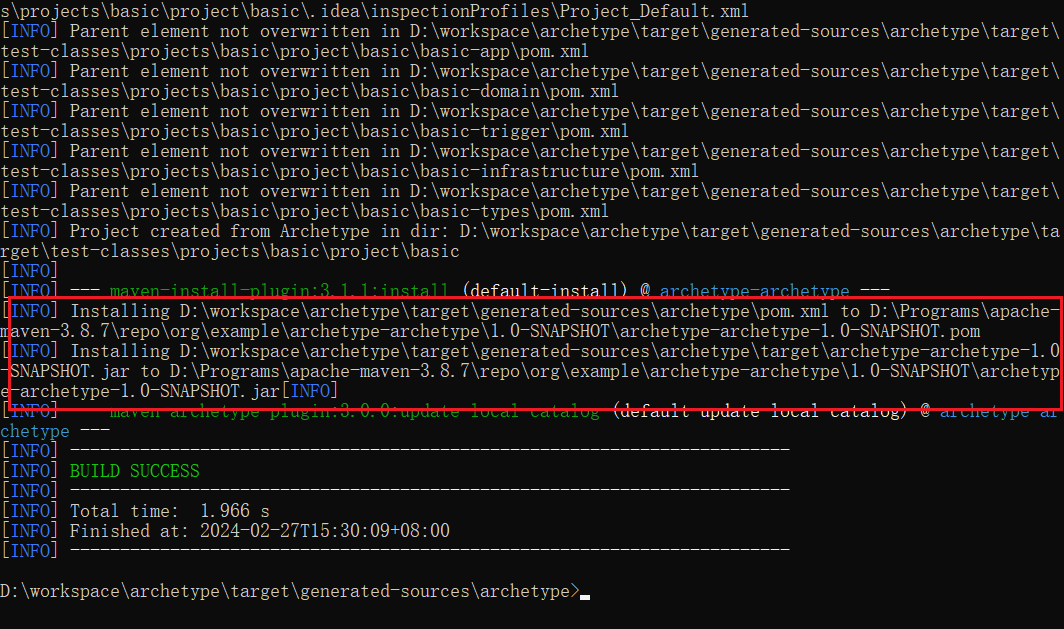 s\projects\basic\project\basic\.idea\inspectionProfiles\Project_Default.xml
[INFO] Parent element not overwritten in D:\workspace\archetype\target\generated-sources\archetype\target\
test-classes\projects\basic\project\basic\basic-app\pom.xml
[INFO] Parent element not overwritten in D:\workspace\archetype\target\generated-sources\archetype\target\
test-classes\projects\basic\project\basic\basic-domain\pom.xml
[INFO] Parent element not overwritten in D:\workspace\archetype\target\generated-sources\archetype\target\
test-classes\projects\basic\project\basic\basic-trigger\pom.xml
[INFO] Parent element not overwritten in D:\workspace\archetype\target\generated-sources\archetype\target\
test-classes\projects\basic\project\basic\basic-infrastructure\pom.xml
[INFO] Parent element not overwritten in D:\workspace\archetype\target\generated-sources\archetype\target\
test-classes\projects\basic\project\basic\basic-types\pom.xml
[INFO] Project created from Archetype in dir: D:\workspace\archetype\target\generated-sources\archetype\ta
rget\test-classes\projects\basic\project\basic
[INFO]
[INFO] --- maven-install-plugin:3.1.1:install (default-install) @ archetype-archetype ---
[INFO] Installing D:\workspace\archetype\target\generated-sources\archetype\pom.xml to D:\Programs\apache-
maven-3.8.7\repo\org\example\archetype-archetype\1.0-SNAPSHOT\archetype-archetype-1.0-SNAPSHOT.pom
[INFO] Installing D:\workspace\archetype\target\generated-sources\archetype\target\archetype-archetype-1.0
-SNAPSHOT.jar to D:\Programs\apache-maven-3.8.7\repo\org\example\archetype-archetype\1.0-SNAPSHOT\archetyp
e-archetype-1.0-SNAPSHOT.jar[INFO]
[INFO] --- maven-archetype-plugin:3.0.0:update-local-catalog (default-update-local-catalog) @ archetype-ar
chetype ---
[INFO] ------------------------------------------------------------------------
[INFO] BUILD SUCCESS
[INFO] ------------------------------------------------------------------------
[INFO] Total time:  1.966 s
[INFO] Finished at: 2024-02-27T15:30:09+08:00
[INFO] ------------------------------------------------------------------------
D:\workspace\archetype\target\generated-sources\archetype>